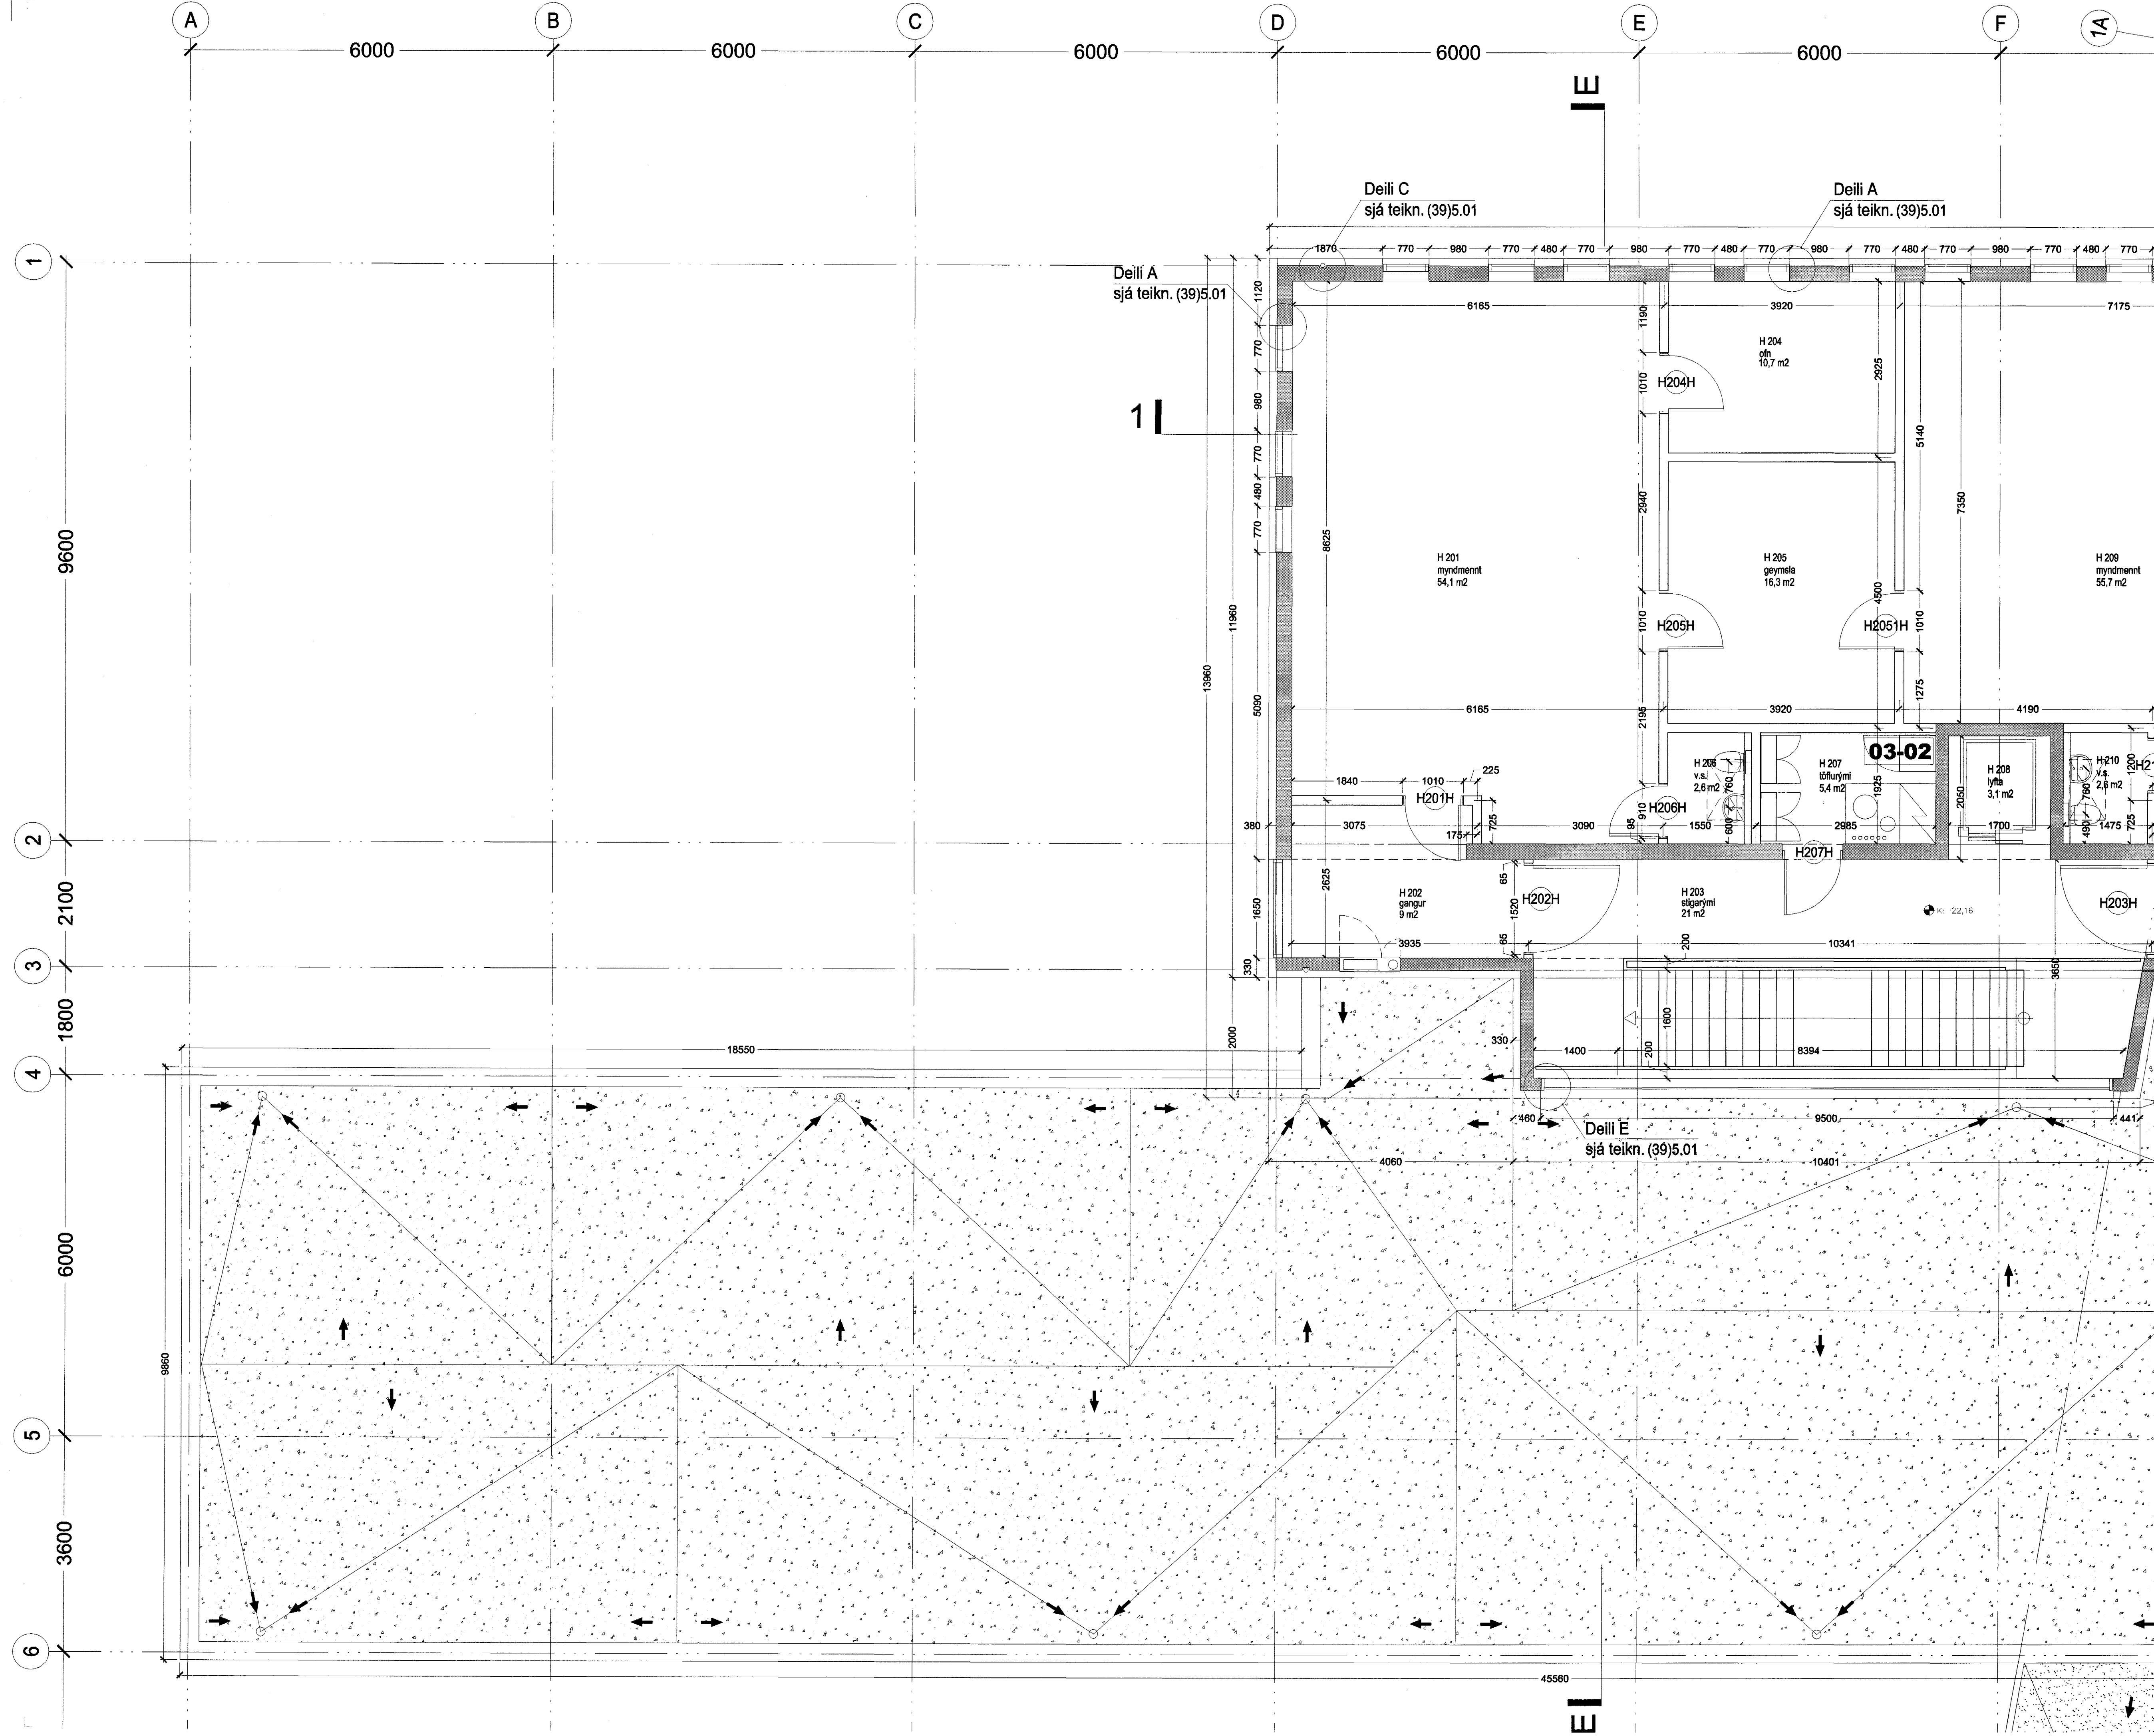 A
B
C
D
E
F
1A
6000
6000
6000
6000
6000
E
Deili C
sjá teikn. (39)5.01
Deili A
sjá teikn. (39)5.01
1870
770
980
770
480
770
980
770
480
770
980
770
480
770
980
770
480
770
1
Deili A
sjá teikn. (39)5.01
1120
6165
3920
7175
1190
H 204
ofn
10,7 m2
770
2925
H204H
1010
980
1
5140
770
480
2940
7350
9600
770
8625
H 201
myndmennt
54,1 m2
H 205
geymsla
16,3 m2
H 209
myndmennt
55,7 m2
4500
11960
1010
H205H
H2051H
1010
13960
5090
2195
1275
6165
3920
4190
03-02
H 206
v.s.
2,6 m2
H 207
töflurými
5,4 m2
H 208
lyfta
3,1 m2
H 210
v.s.
2,6 m2
1200
H21
225
1840
1010
760
1925
2050
760
H201H
H206H
910
380
3075
175
725
3090
95
1550
600
2985
1700
490
1475
725
2
H207H
2625
65
2100
1650
H 202
gangur
9 m2
1520
H202H
H 203
stigarými
21 m2
K: 22,16
H203H
3935
65
200
10341
3
330
3650
1800
1600
2000
330
18550
1400
200
8394
4
460
9500
441
Deili E
sjá teikn. (39)5.01
4060
10401
6000
9860
5
3600
6
45560
E